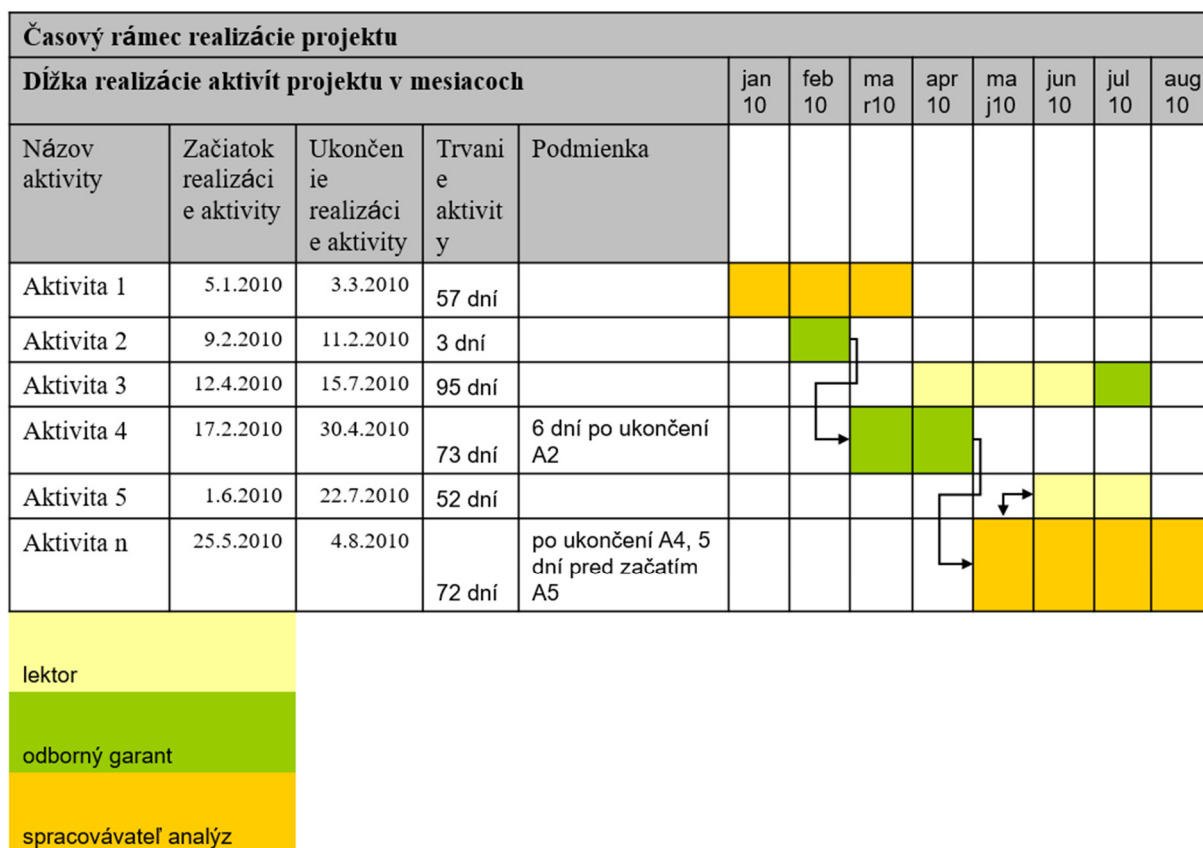 Časový rámec realizácie projektu
Dĺžka realizácie aktivít projektu v mesiacoch
jan
10
feb
10
ma
r10
apr
10
ma
j10
jun
10
jul
10
aug
10
Názov
aktivity
Začiatok
realizáci
e aktivity
Ukončen
ie
realizáci
e aktivity
Trvani
e
aktivit
y
Podmienka
Aktivita 1
5.1.2010
3.3.2010
57 dní
Aktivita 2
9.2.2010
11.2.2010
3 dní
Aktivita 3
12.4.2010
15.7.2010
95 dní
Aktivita 4
17.2.2010
30.4.2010
73 dní
6 dní po ukončení
A2
Aktivita 5
1.6.2010
22.7.2010
52 dní
Aktivita n
25.5.2010
4.8.2010
72 dní
po ukončení A4, 5
dní pred začatím
A5
lektor
odborný garant
spracovávateľ analýz